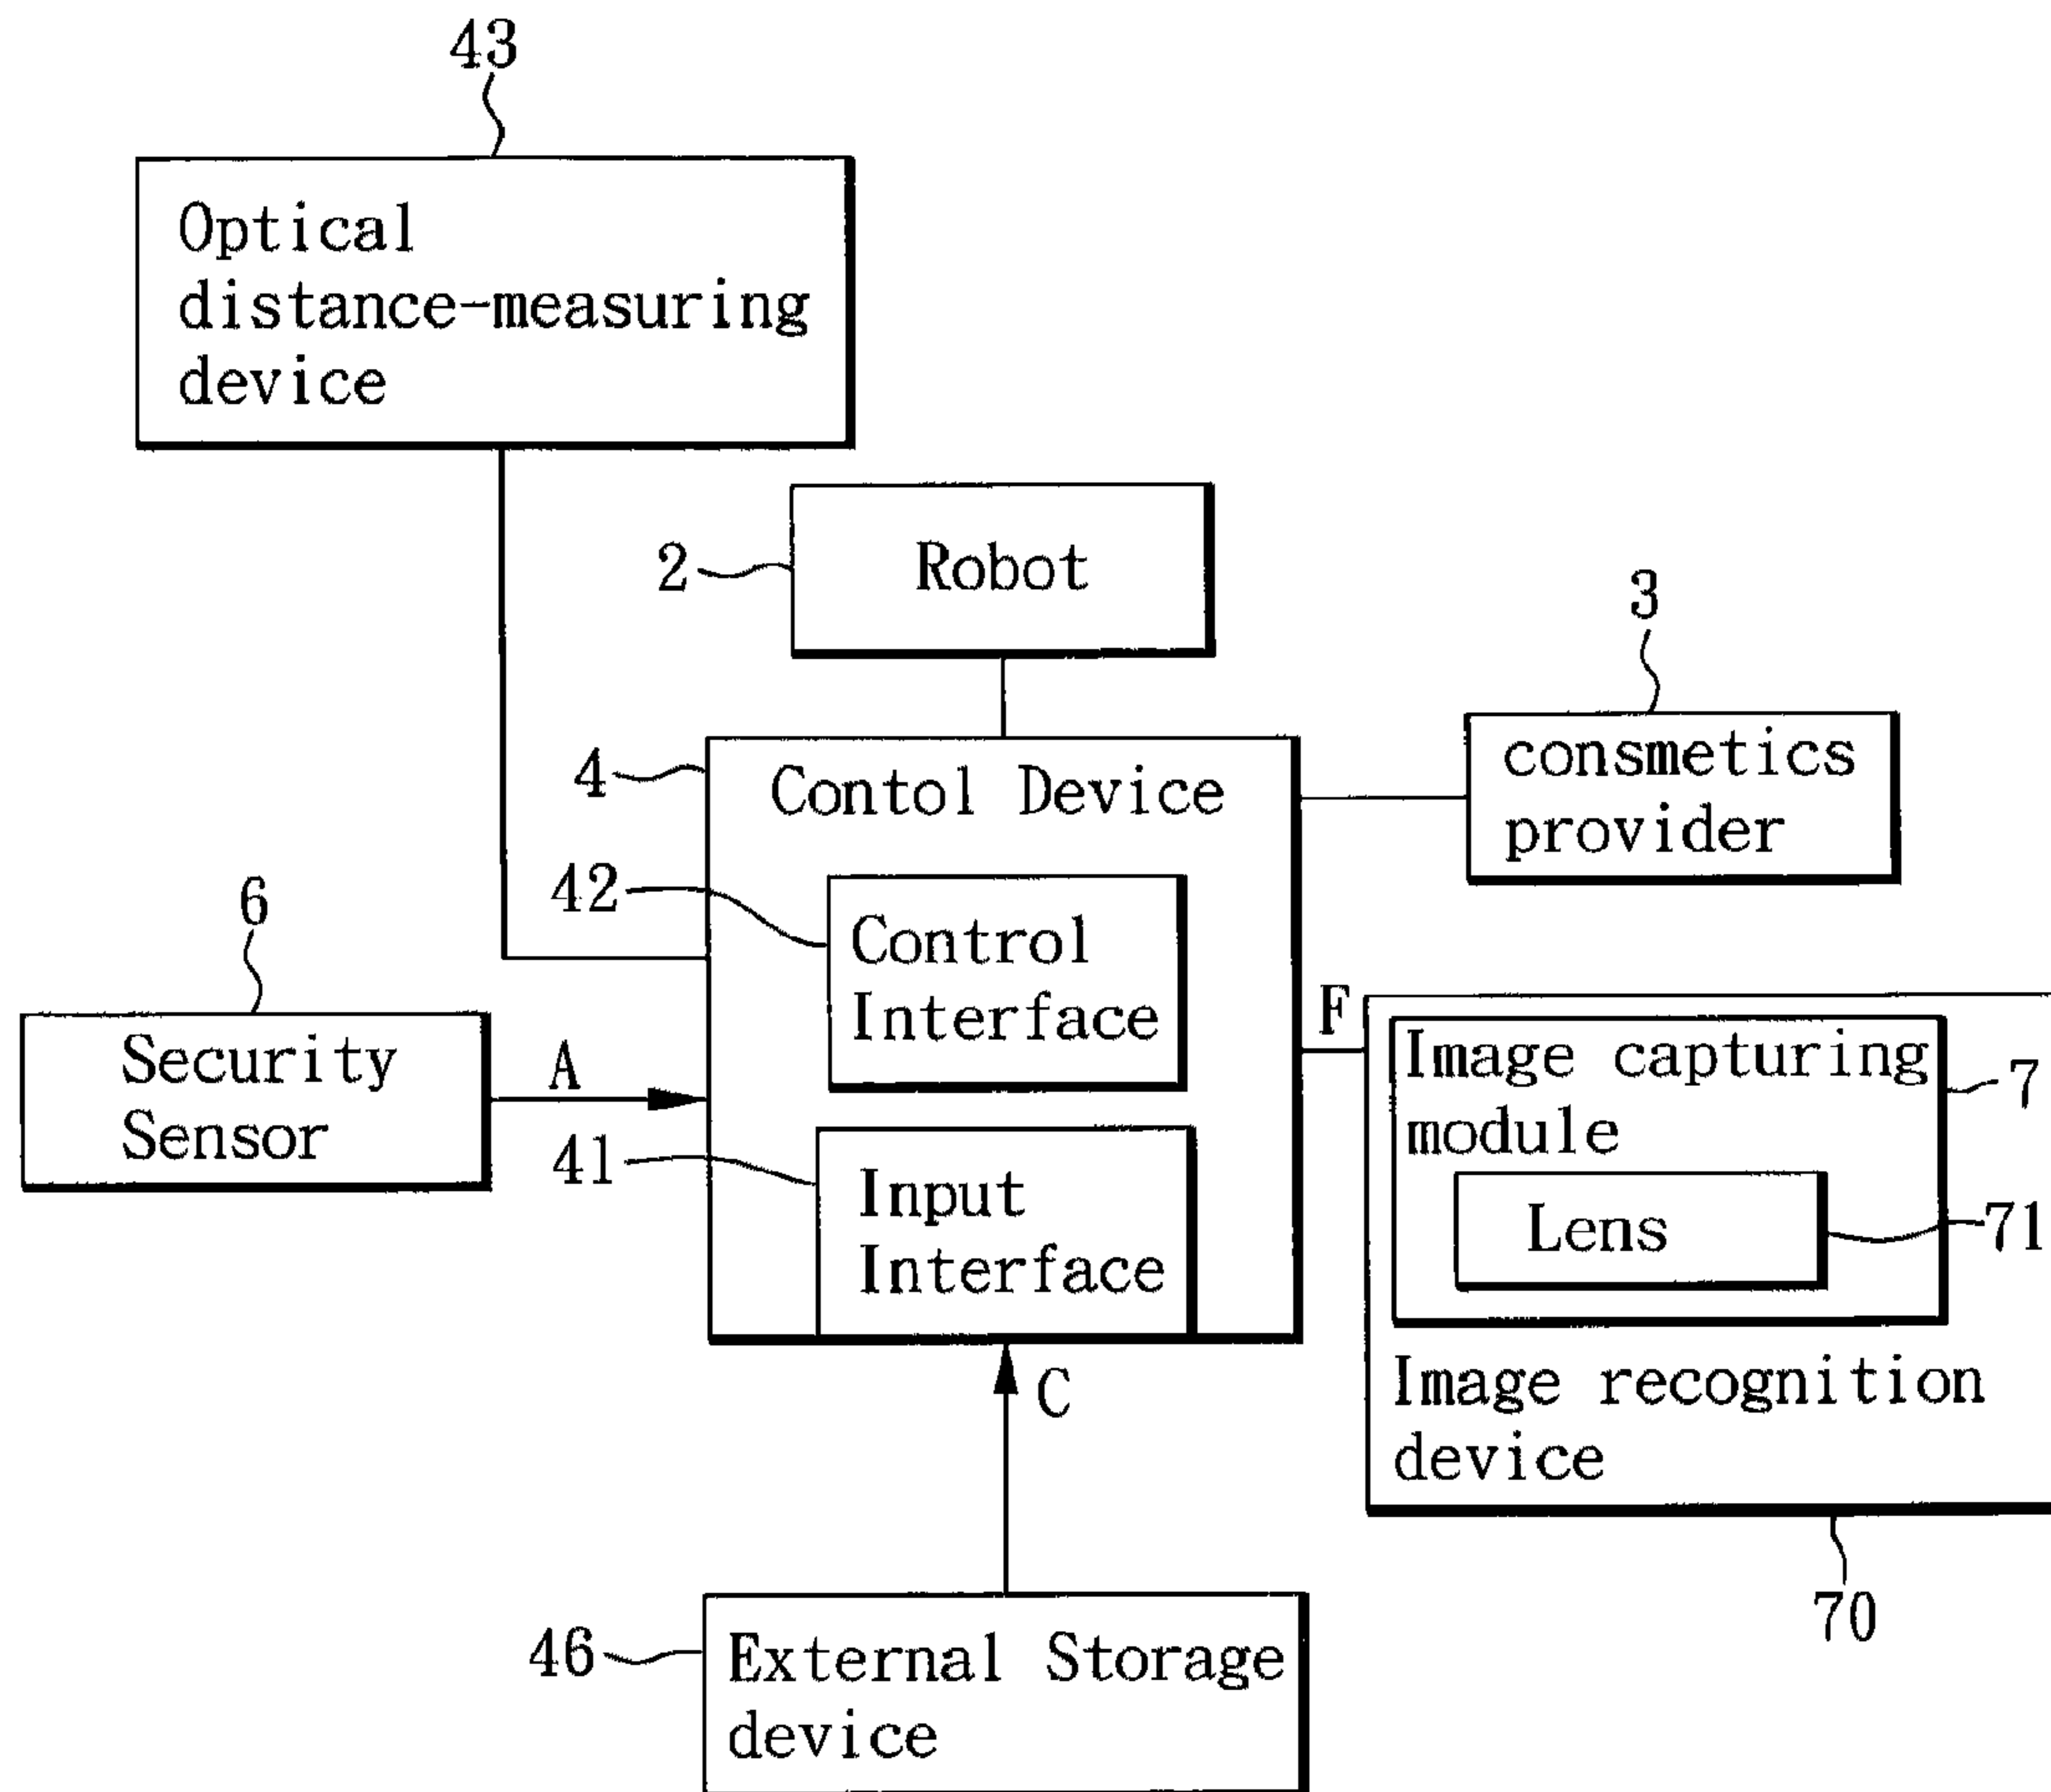 43
Optical
distance-measuring
device
2
Robot
3
consmetics
provider
4
Contol Device
42
Control
Interface
6
Security
Sensor
A
F
Image capturing
module
7
Lens
71
41
Input
Interface
Image recognition
device
C
70
46
External Storage
device